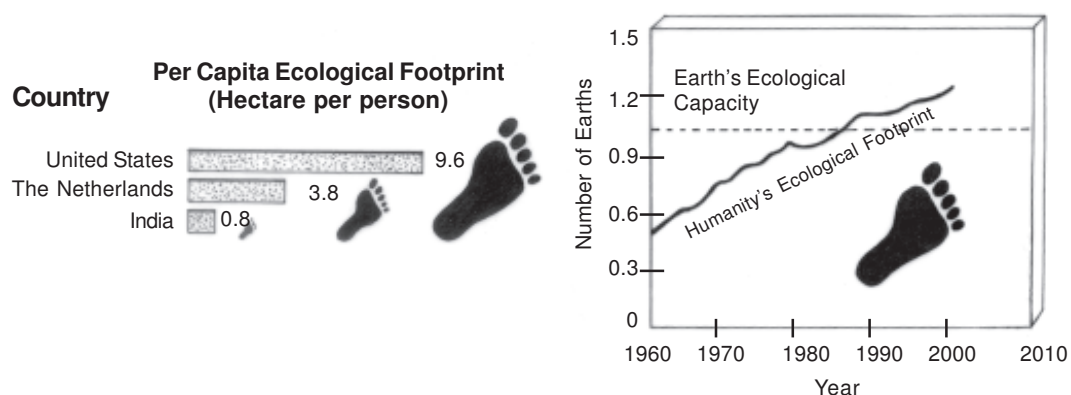 Per Capita Ecological Footprint
(Hectare per person)
Country
United States 9.6
The Netherlands 3.8
India 0.8
1.5
1.2
0.9
0.6
0.3
0
Number of Earths
Earth's Ecological
Capacity
Humanity's Ecological Footprint
1960 1970 1980 1990 2000 2010
Year